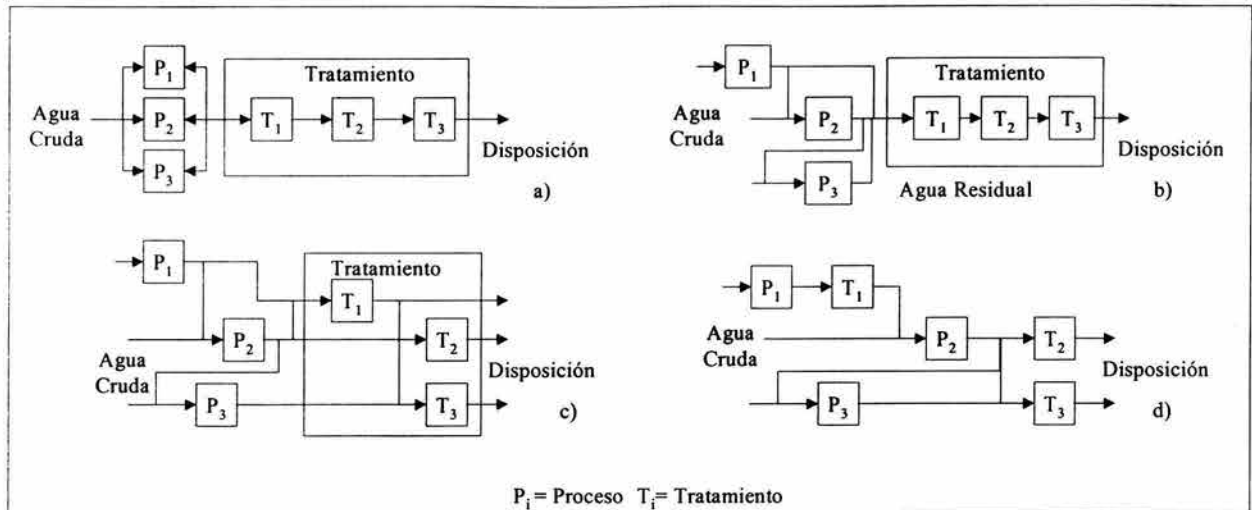 P1
Agua
Cruda
P2
P3
Tratamiento
T1
T2
T3
Disposición
a)
P1
Agua
Cruda
P2
P3
Tratamiento
T1
T2
T3
Disposición
Agua Residual
b)
P1
P2
Agua
Cruda
P3
Tratamiento
T1
T2
T3
Disposición
c)
P1
T1
Agua
Cruda
P2
P3
T2
T3
Disposición
d)
Pi = Proceso Ti= Tratamiento